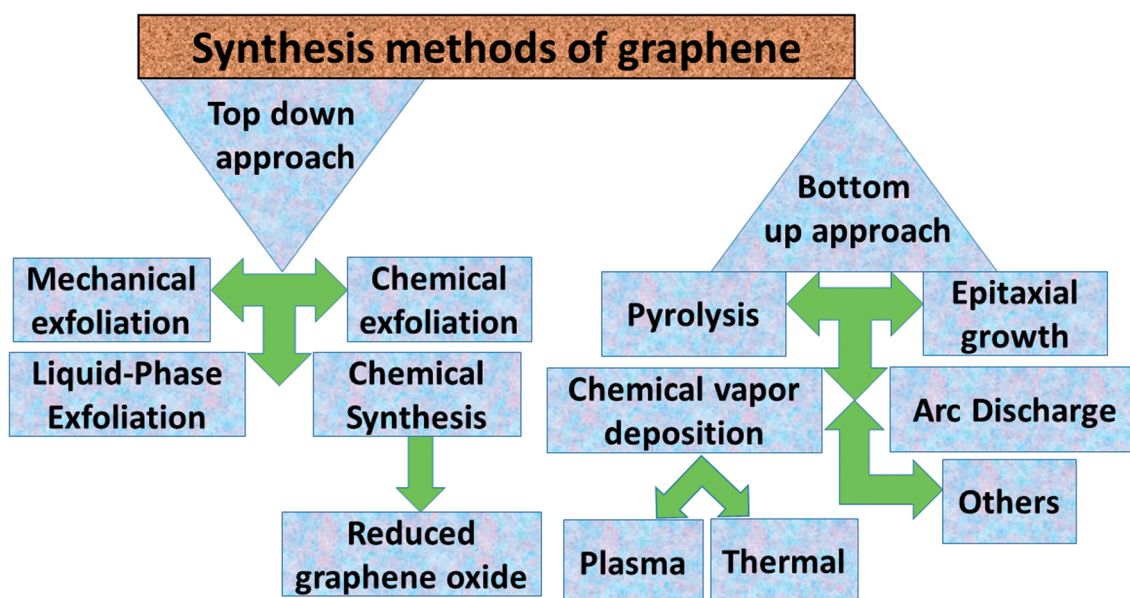 Synthesis methods of graphene
Top down
approach
Mechanical
exfoliation
Chemical
exfoliation
Liquid-Phase
Exfoliation
Chemical
Synthesis
Reduced
graphene oxide
Bottom
up approach
Pyrolysis
Epitaxial
growth
Chemical vapor
deposition
Arc Discharge
Others
Plasma
Thermal